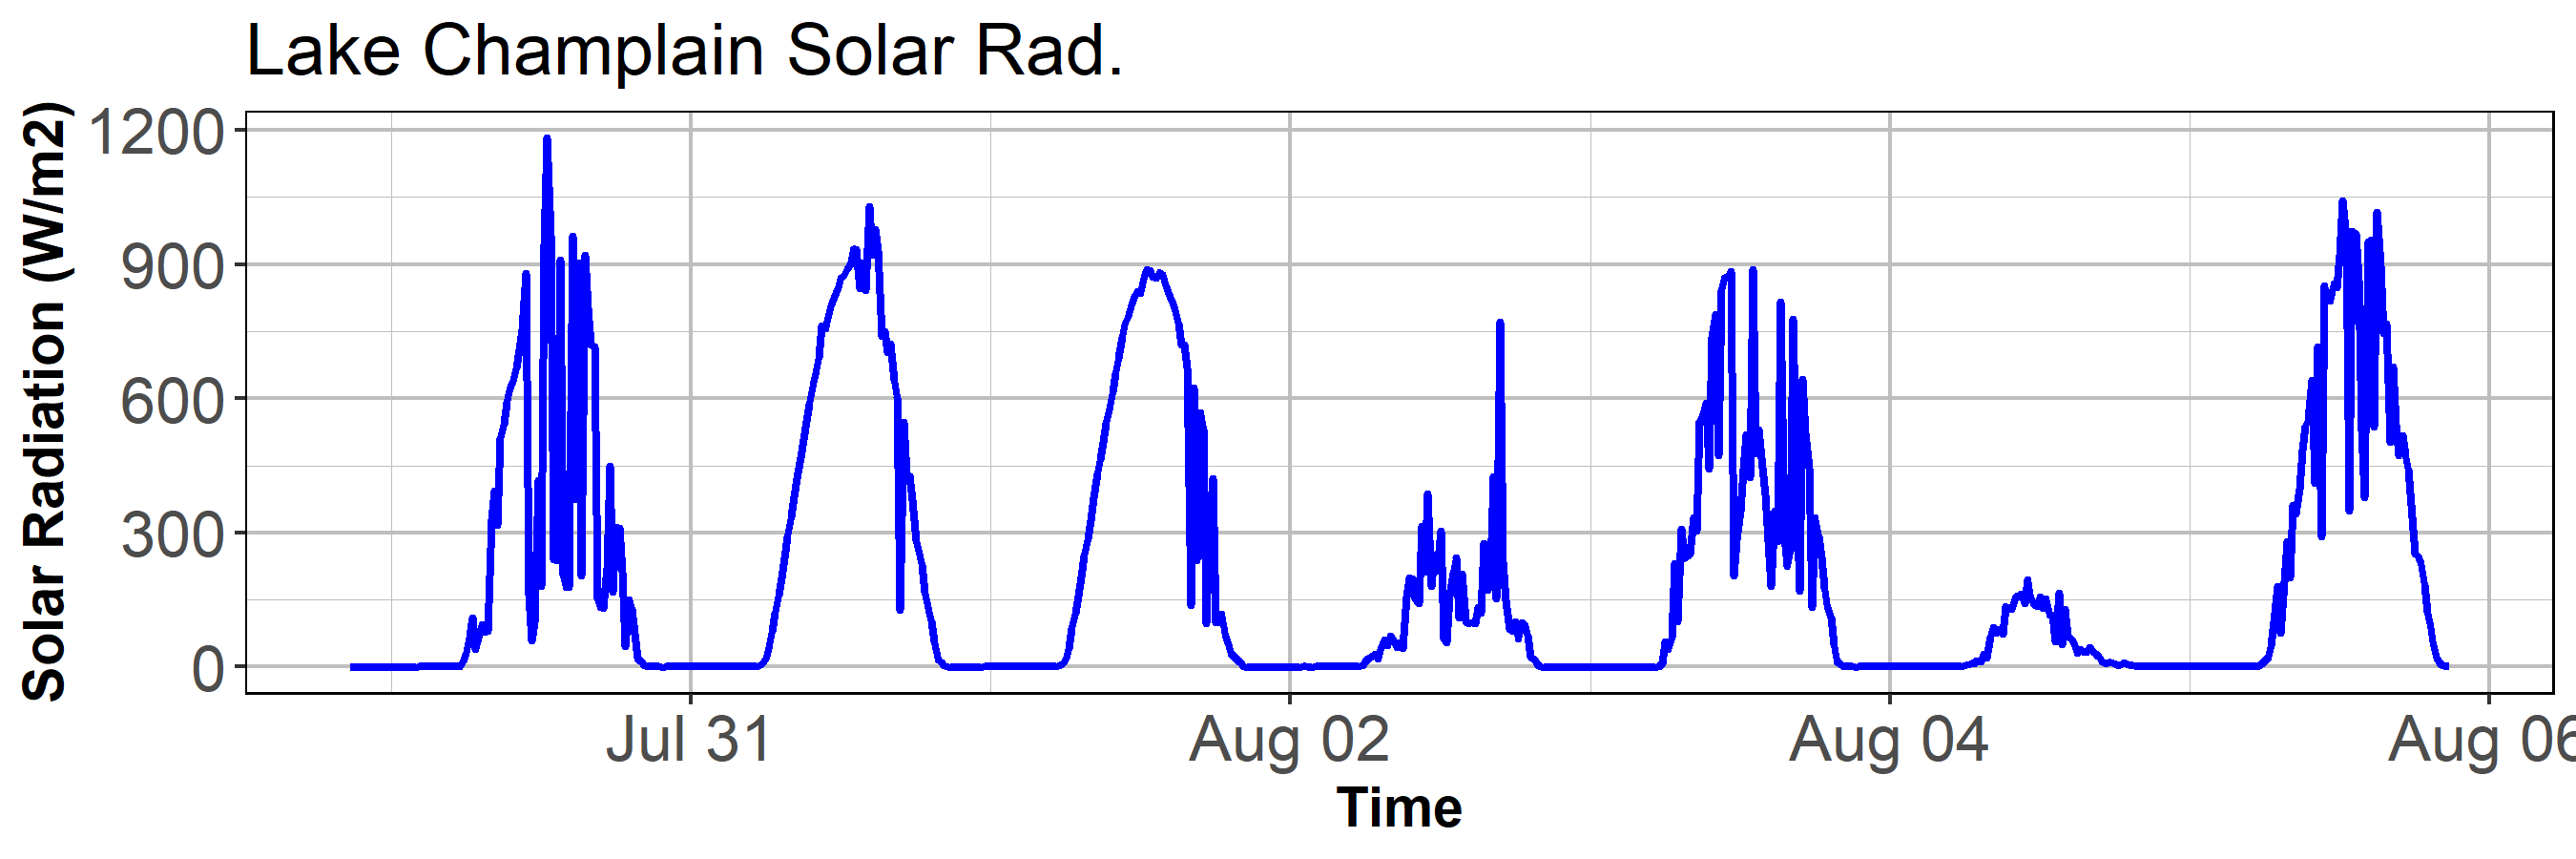 Lake Champlain Solar Rad.
Solar Radiation (W/m2)
1200
900
600
300
0
Jul 31 Aug 02 Aug 04 Aug 06
Time